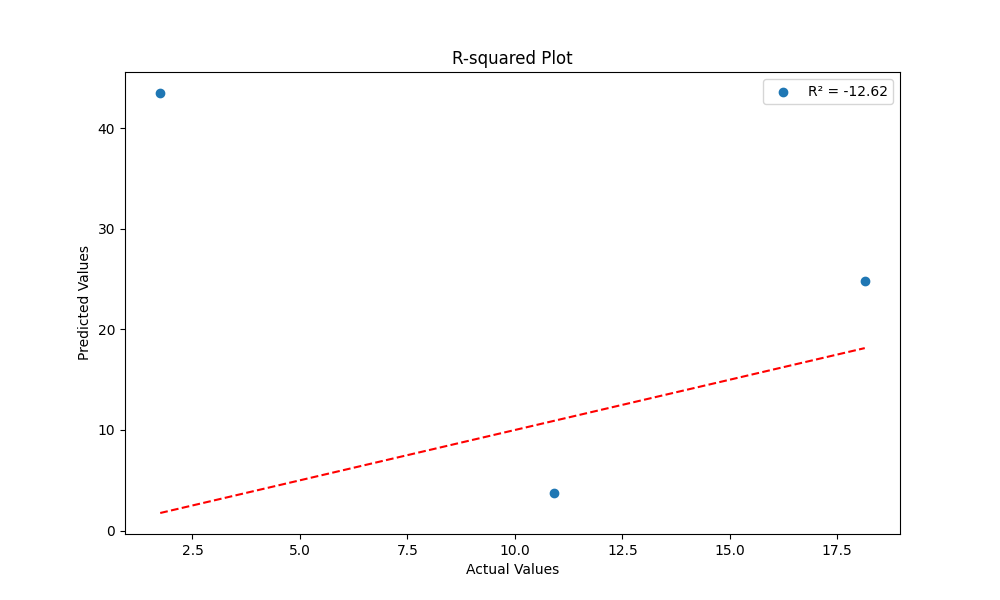 R-squared Plot
R² = -12.62
Predicted Values
40
30
20
10
0
2.5 5.0 7.5 10.0 12.5 15.0 17.5
Actual Values